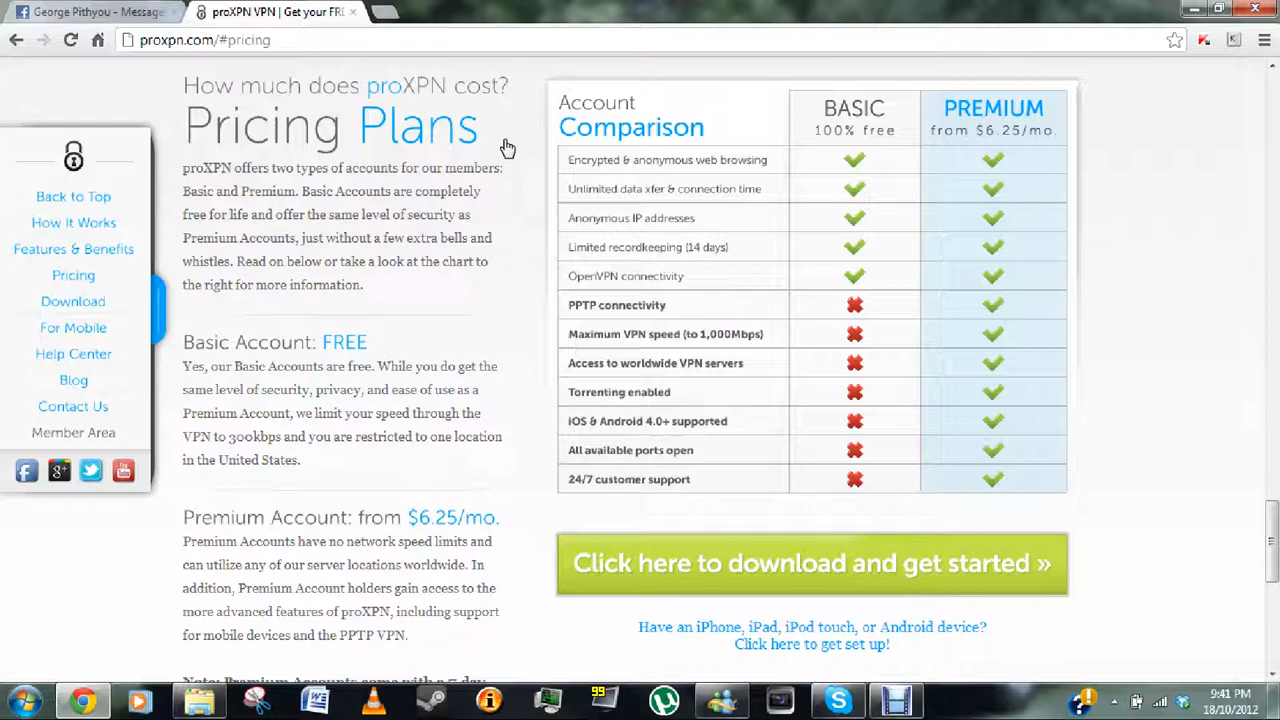 George Pithyou - Message
proXPN VPN | Get your FRE
proxpn.com/#pricing
Back to Top
How It Works
Features & Benefits
Pricing
Download
For Mobile
Help Center
Blog
Contact Us
Member Area
How much does proXPN cost?
Pricing Plans
proXPN offers two types of accounts for our members:
Basic and Premium. Basic Accounts are completely
free for life and offer the same level of security as
Premium Accounts, just without a few extra bells and
whistles. Read on below or take a look at the chart to
the right for more information.
Basic Account: FREE
Yes, our Basic Accounts are free. While you do get the
same level of security, privacy, and ease of use as a
Premium Account, we limit your speed through the
VPN to 300kbps and you are restricted to one location
in the United States.
Premium Account: from $6.25/mo.
Premium Accounts have no network speed limits and
can utilize any of our server locations worldwide. In
addition, Premium Account holders gain access to the
more advanced features of proXPN, including support
for mobile devices and the PPTP VPN.
Note: Premium Accounts come with a 7-day
Account
Comparison
BASIC
100% free
PREMIUM
from $6.25/mo.
Encrypted & anonymous web browsing
Unlimited data xfer & connection time
Anonymous IP addresses
Limited recordkeeping (14 days)
OpenVPN connectivity
PPTP connectivity
Maximum VPN speed (to 1,000Mbps)
Access to worldwide VPN servers
Torrenting enabled
iOS & Android 4.0+ supported
All available ports open
24/7 customer support
Click here to download and get started »
Have an iPhone, iPad, iPod touch, or Android device?
Click here to get set up!
99
9:41 PM
18/10/2012